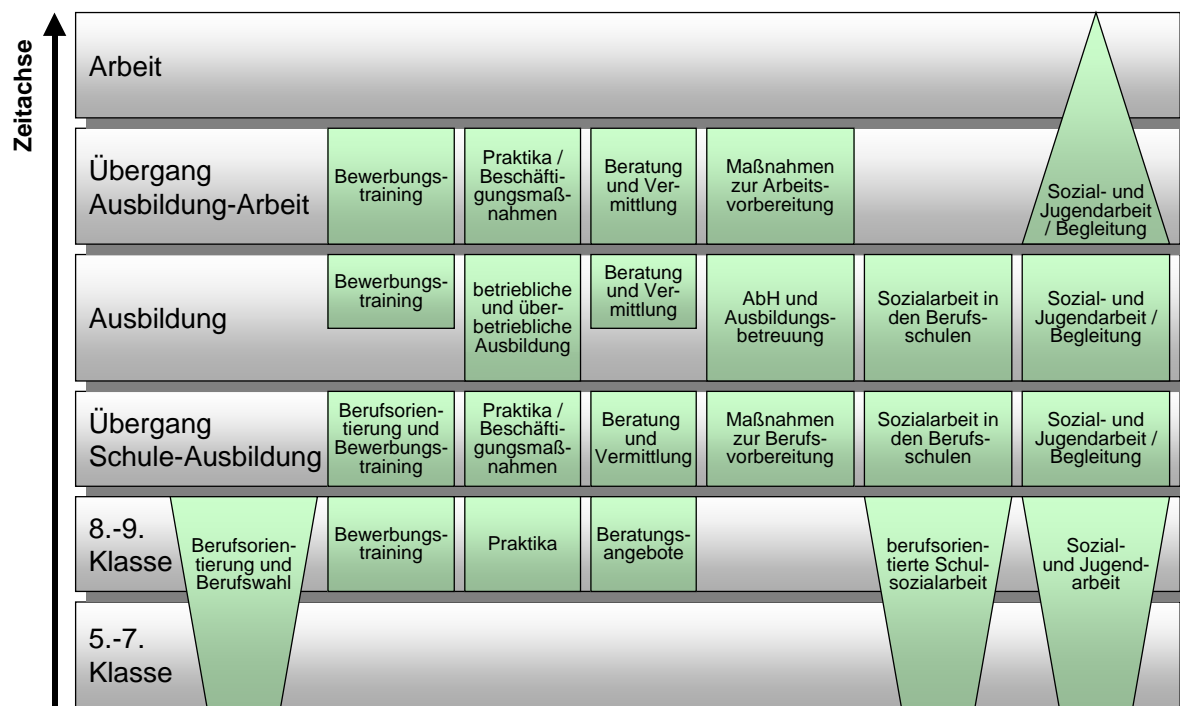 Zeitachse
Arbeit
Übergang
Ausbildung-Arbeit
Bewerbungs-
training
Praktika /
Beschäfti-
gungsmaß-
nahmen
Beratung
und Ver-
mittlung
Maßnahmen
zur Arbeits-
vorbereitung
Sozial- und
Jugendarbeit
/ Begleitung
Ausbildung
Bewerbungs-
training
betriebliche
und über-
betriebliche
Ausbildung
Beratung
und Ver-
mittlung
AbH und
Ausbildungs-
betreuung
Sozialarbeit in
den Berufs-
schulen
Sozial- und
Jugendarbeit /
Begleitung
Übergang
Schule-Ausbildung
Berufsorien-
tierung und
Bewerbungs-
training
Praktika /
Beschäfti-
gungsmaß-
nahmen
Beratung
und
Vermittlung
Maßnahmen
zur Berufs-
vorbereitung
Sozialarbeit in
den Berufs-
schulen
Sozial- und
Jugendarbeit /
Begleitung
8.-9.
Klasse
Berufsorien-
tierung und
Berufswahl
Bewerbungs-
training
Praktika
Beratungs-
angebote
berufsorien-
tierte Schul-
sozialarbeit
Sozial-
und Jugend-
arbeit
5.-7.
Klasse